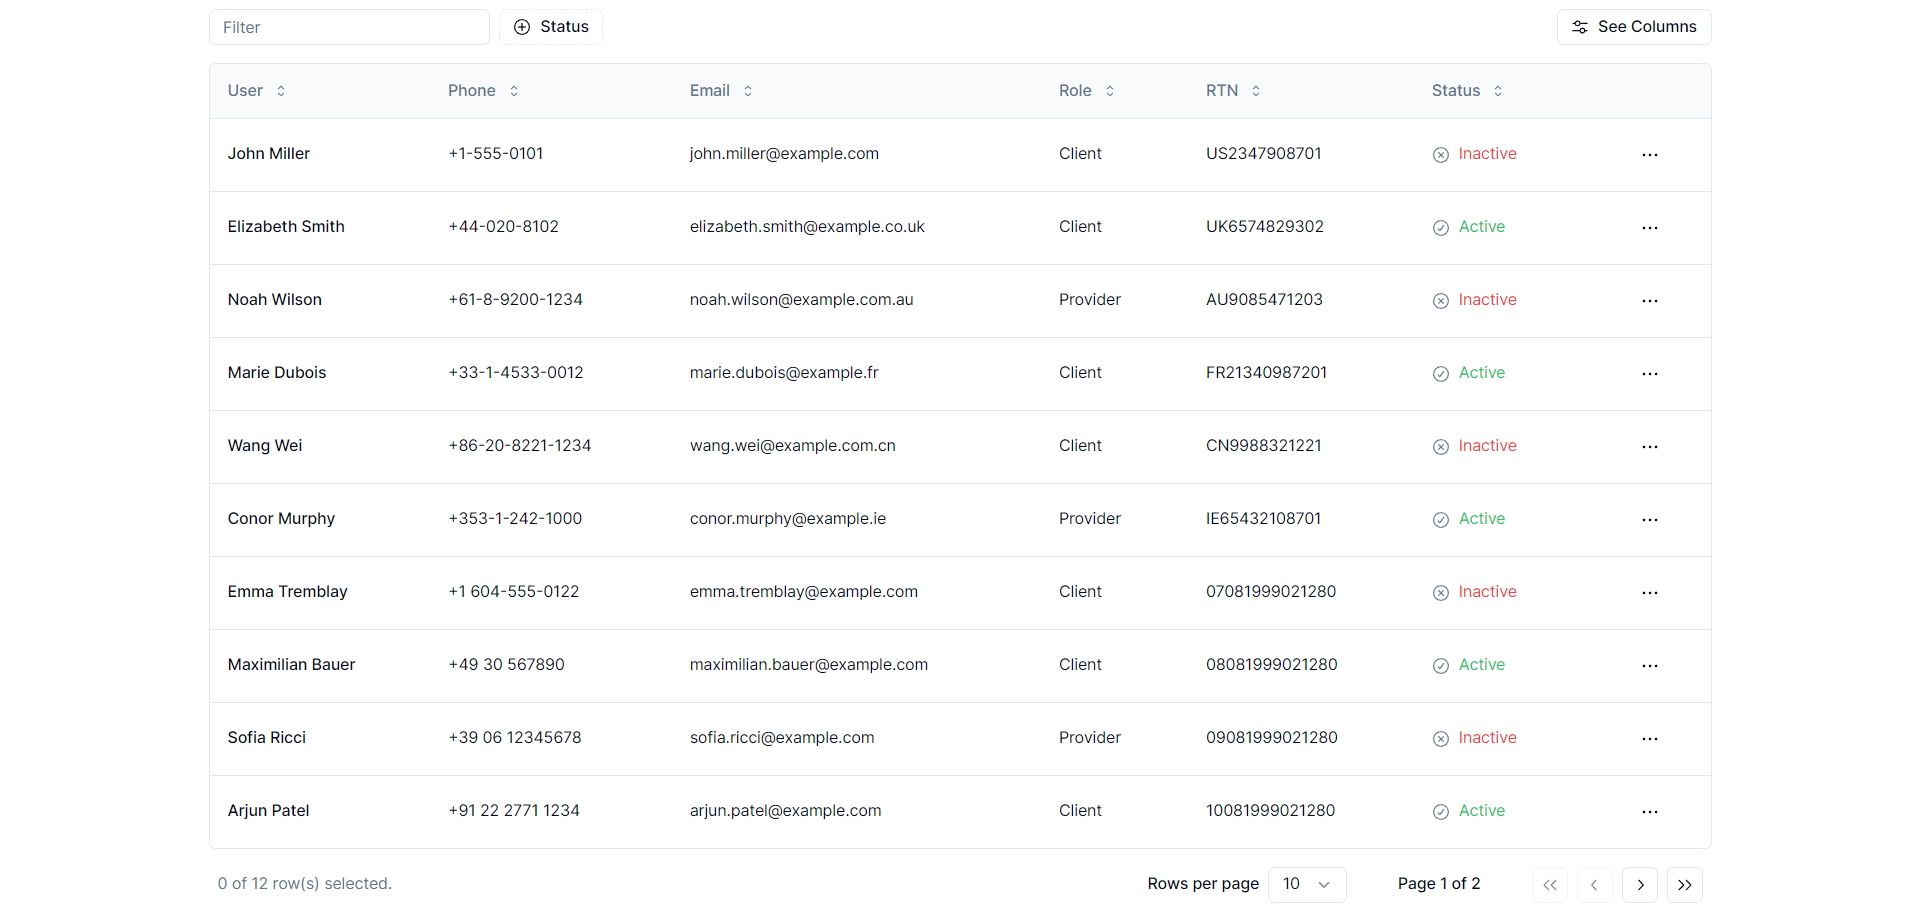 Filter Status See Columns
User Phone Email Role RTN Status
John Miller +1-555-0101 john.miller@example.com Client US2347908701 Inactive
Elizabeth Smith +44-020-8102 elizabeth.smith@example.co.uk Client UK6574829302 Active
Noah Wilson +61-8-9200-1234 noah.wilson@example.com.au Provider AU9085471203 Inactive
Marie Dubois +33-1-4533-0012 marie.dubois@example.fr Client FR21340987201 Active
Wang Wei +86-20-8221-1234 wang.wei@example.com.cn Client CN9988321221 Inactive
Conor Murphy +353-1-242-1000 conor.murphy@example.ie Provider IE65432108701 Active
Emma Tremblay +1 604-555-0122 emma.tremblay@example.com Client 07081999021280 Inactive
Maximilian Bauer +49 30 567890 maximilian.bauer@example.com Client 08081999021280 Active
Sofia Ricci +39 06 12345678 sofia.ricci@example.com Provider 09081999021280 Inactive
Arjun Patel +91 22 2771 1234 arjun.patel@example.com Client 10081999021280 Active
0 of 12 row(s) selected. Rows per page 10 Page 1 of 2